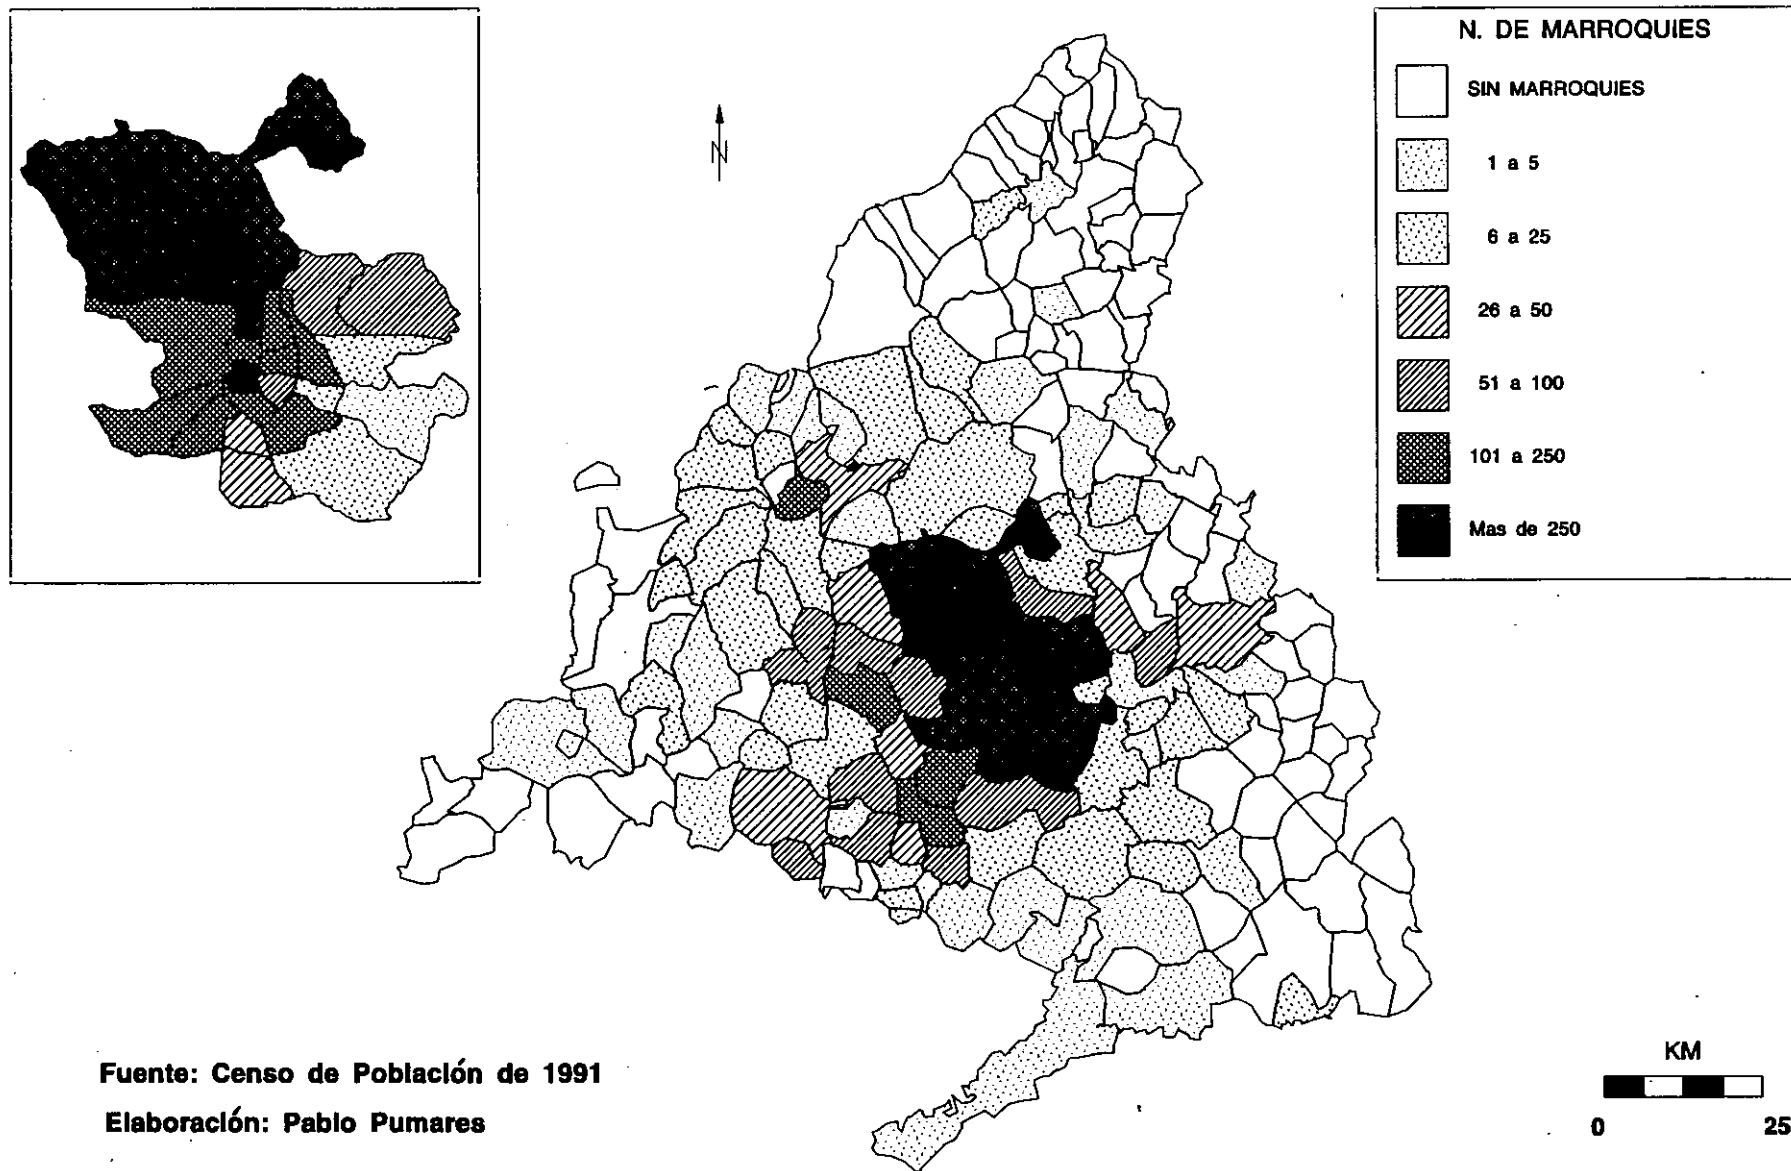 N. DE MARROQUIES
SIN MARROQUIES
1 a 5
6 a 25
26 a 50
51 a 100
101 a 250
Mas de 250
N
Fuente: Censo de Población de 1991
Elaboración: Pablo Pumares
KM
0 25